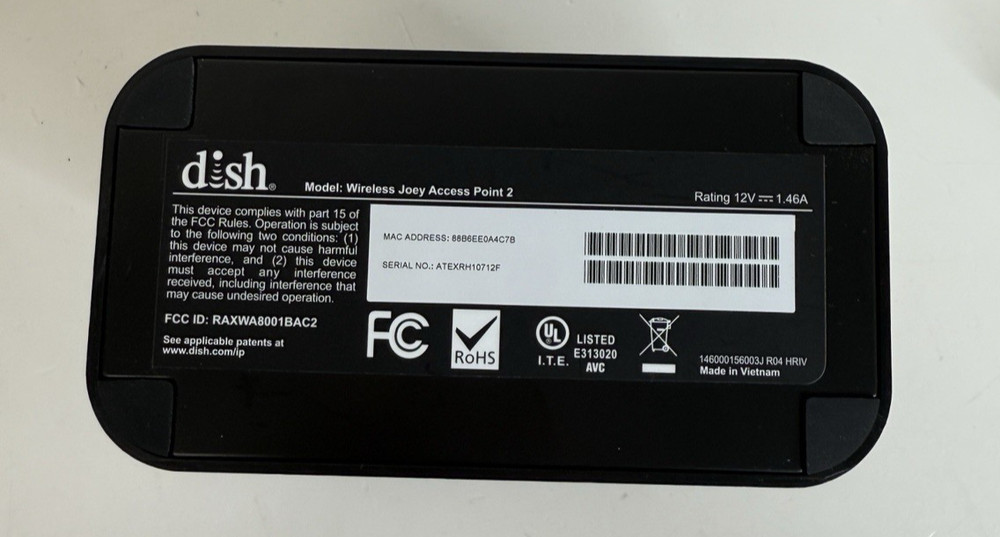 dish®
Model: Wireless Joey Access Point 2
Rating 12V ⎓ 1.46A
This device complies with part 15 of
the FCC Rules. Operation is subject
to the following two conditions: (1)
this device may not cause harmful
interference, and (2) this device
must accept any interference
received, including interference that
may cause undesired operation.
FCC ID: RAXWA8001BAC2
See applicable patents at
www.dish.com/ip
MAC ADDRESS: 88B6EE0A4C7B
SERIAL NO.: ATEXRH10712F
FC
RoHS
UL
I.T.E.
LISTED
E313020
AVC
146000156003J R04 HRIV
Made in Vietnam